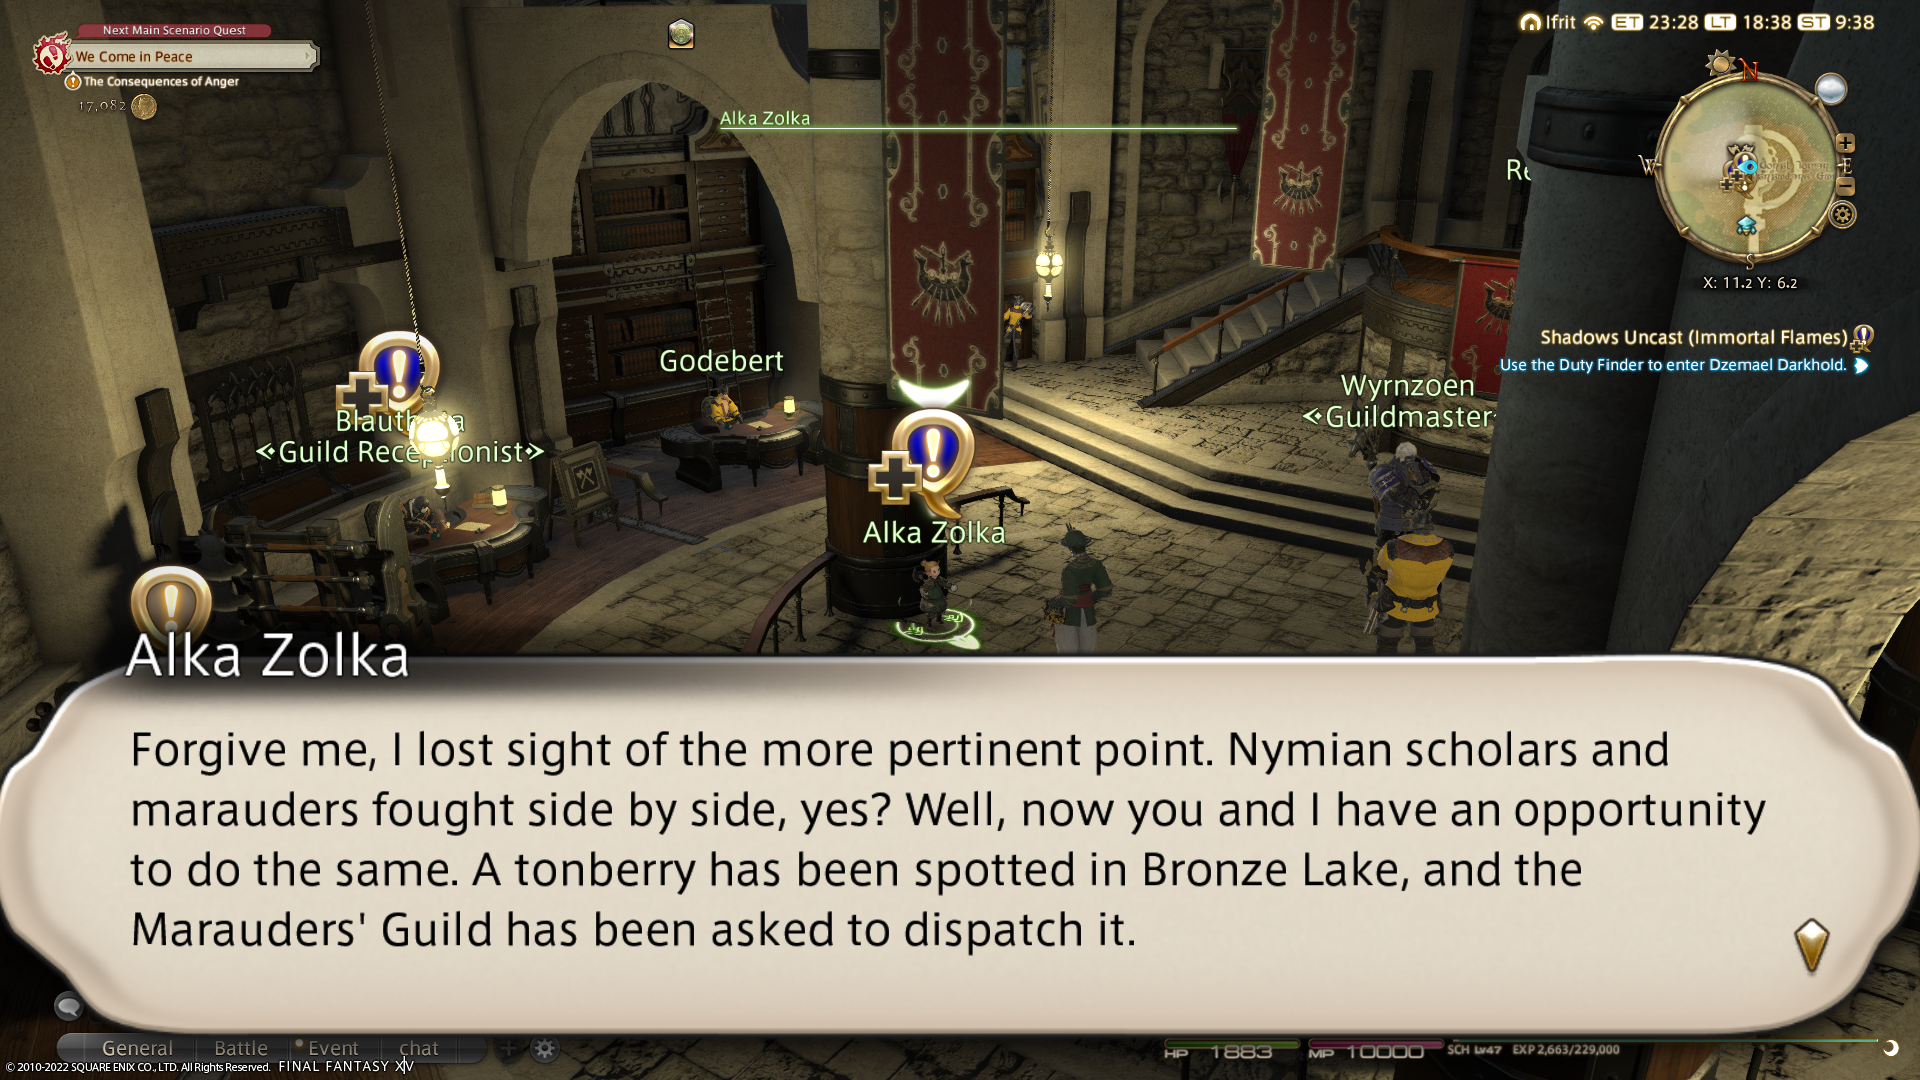 Next Main Scenario Quest
We Come in Peace
The Consequences of Anger
17,082
Ifrit ET 23:28 LT 18:38 ST 9:38
N
W
E
S
X: 11.2 Y: 6.2
Alka Zolka
Shadows Uncast (Immortal Flames)
Use the Duty Finder to enter Dzemael Darkhold.
Godebert
Wyrnzoen
<Guildmaster
<Guild Receptionist>
Alka Zolka
Alka Zolka
Forgive me, I lost sight of the more pertinent point. Nymian scholars and
marauders fought side by side, yes? Well, now you and I have an opportunity
to do the same. A tonberry has been spotted in Bronze Lake, and the
Marauders' Guild has been asked to dispatch it.
General Battle Event chat
HP 1883 MP 10000 SCH Lv47 EXP 2,663/229,000
© 2010-2022 SQUARE ENIX CO., LTD. All Rights Reserved. FINAL FANTASY XIV